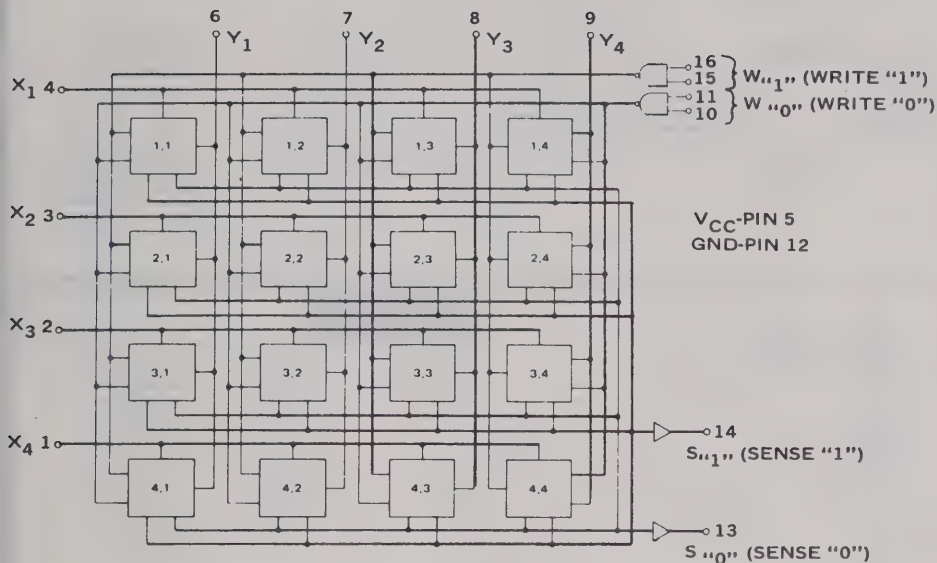 6 7 8 9
Y1 Y2 Y3 Y4
16
15 W"1" (WRITE "1")
X1 4
11
10 W"0" (WRITE "0")
1,1 1,2 1,3 1,4
X2 3
VCC-PIN 5
GND-PIN 12
2,1 2,2 2,3 2,4
X3 2
3,1 3,2 3,3 3,4
14
X4 1
S"1" (SENSE "1")
4,1 4,2 4,3 4,4
13
S"0" (SENSE "0")